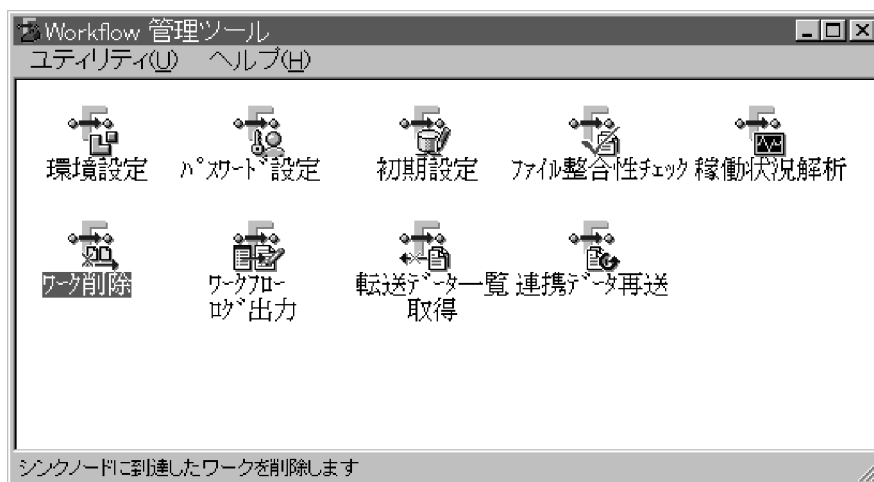 Workflow 管理ツール
ユティリティ(U) ヘルプ(H)
環境設定 パスワード設定 初期設定 ファイル整合性チェック 稼働状況解析
ワーク削除 ワークフロー 転送データ一覧 連携データ再送
ログ出力 取得
シンクノードに到達したワークを削除します